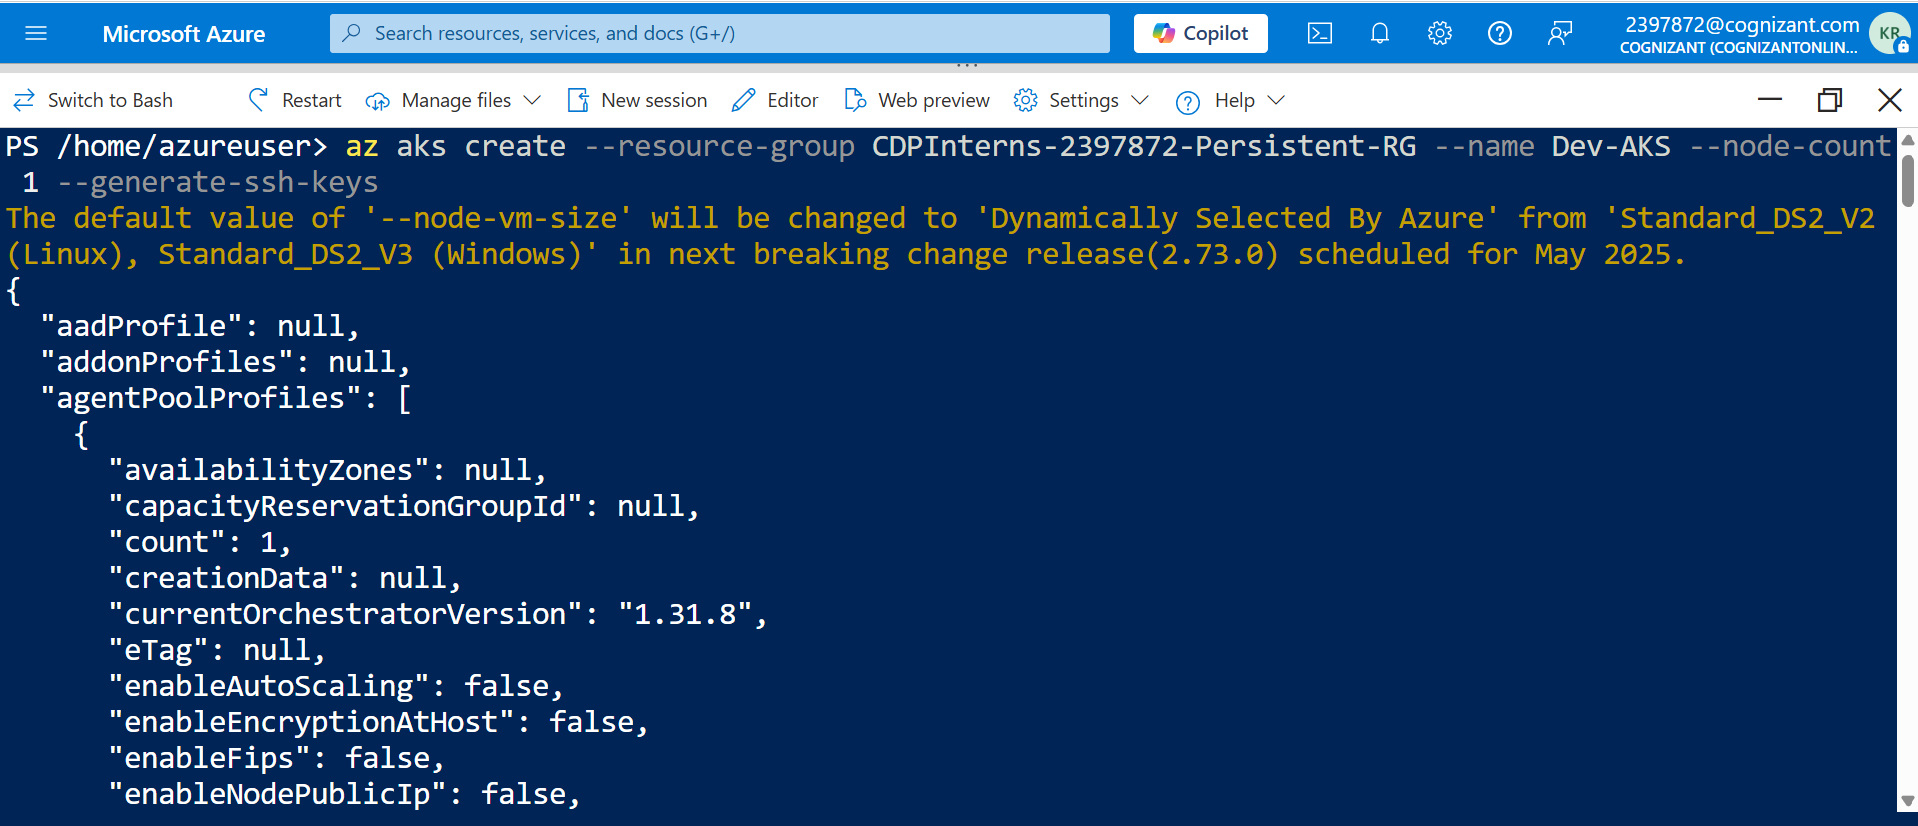 Microsoft Azure
Search resources, services, and docs (G+/)
Copilot
2397872@cognizant.com
COGNIZANT (COGNIZANTONLIN...
KR
Switch to Bash
Restart
Manage files
New session
Editor
Web preview
Settings
Help
PS /home/azureuser> az aks create --resource-group CDPInterns-2397872-Persistent-RG --name Dev-AKS --node-count
1 --generate-ssh-keys
The default value of '--node-vm-size' will be changed to 'Dynamically Selected By Azure' from 'Standard_DS2_V2
(Linux), Standard_DS2_V3 (Windows)' in next breaking change release(2.73.0) scheduled for May 2025.
{
"aadProfile": null,
"addonProfiles": null,
"agentPoolProfiles": [
{
"availabilityZones": null,
"capacityReservationGroupId": null,
"count": 1,
"creationData": null,
"currentOrchestratorVersion": "1.31.8",
"eTag": null,
"enableAutoScaling": false,
"enableEncryptionAtHost": false,
"enableFips": false,
"enableNodePublicIp": false,